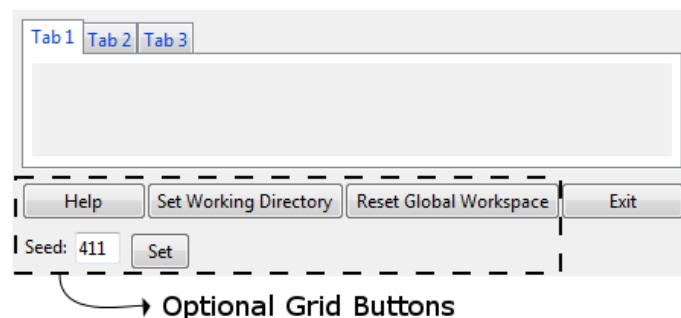 Tab 1 Tab 2 Tab 3
Help Set Working Directory Reset Global Workspace Exit
Seed: 411 Set
Optional Grid Buttons